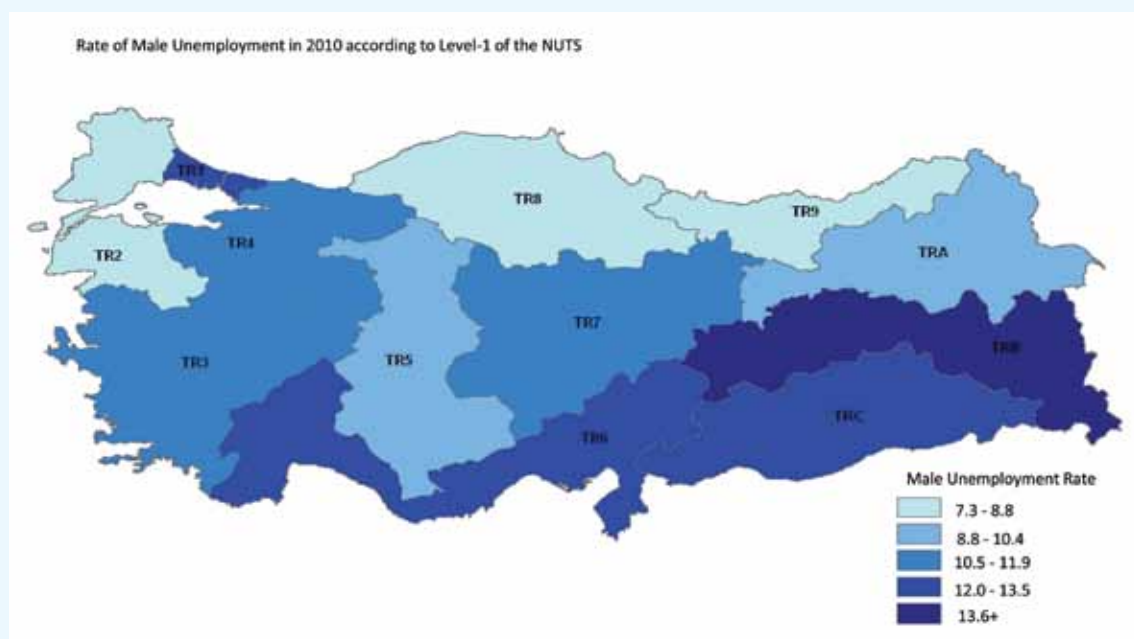 Rate of Male Unemployment in 2010 according to Level-1 of the NUTS
TR1
TR8
TR9
TR4
TR2
TRA
TR7
TR3
TR5
TRB
TRC
TR6
Male Unemployment Rate
7.3 - 8.8
8.8 - 10.4
10.5 - 11.9
12.0 - 13.5
13.6+